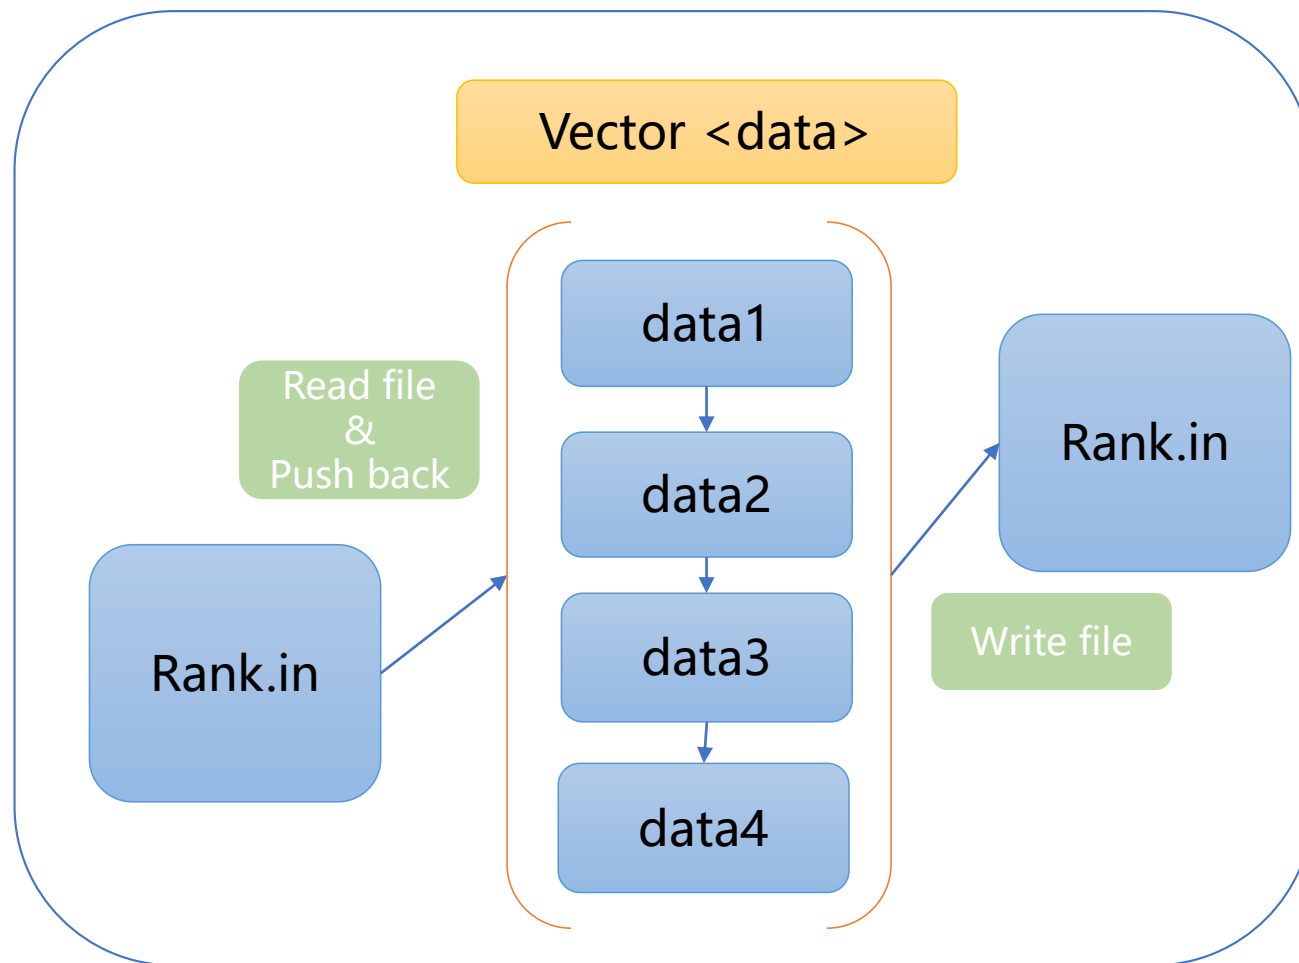 Vector <data>
data1
Read file
&
Push back
data2
Rank.in
data3
Write file
Rank.in
data4